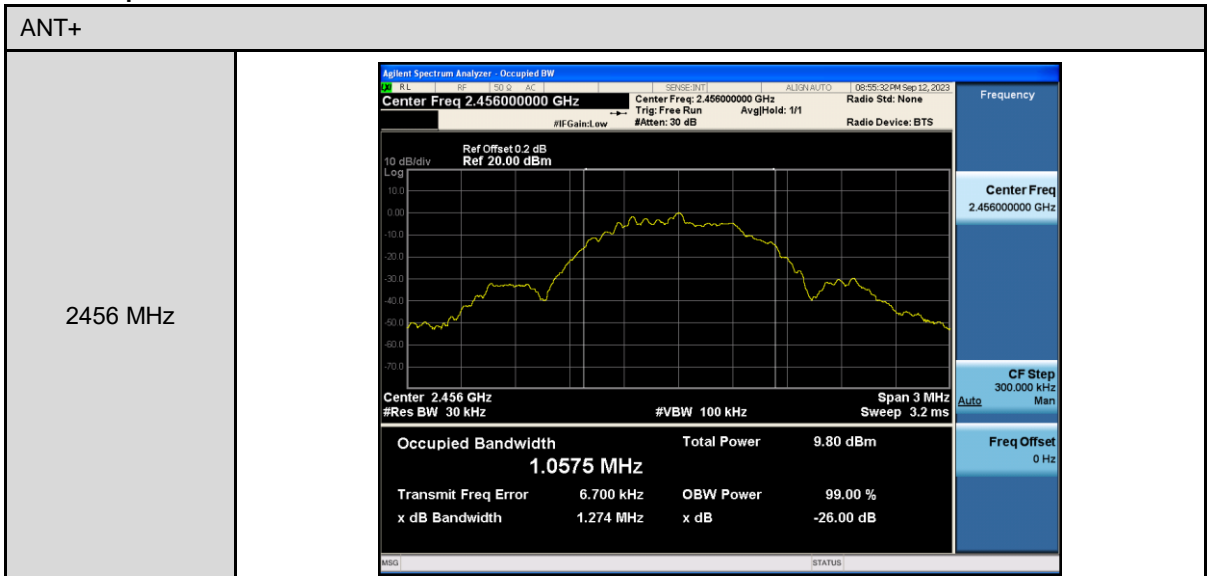 ANT+
2456 MHz
Agilent Spectrum Analyzer - Occupied BW
RL RF 50 Ω AC SENSE:INT ALIGN AUTO 08:55:32 PM Sep 12, 2023
Center Freq 2.456000000 GHz Center Freq: 2.456000000 GHz Radio Std: None
Trig: Free Run Avg|Hold: 1/1
#IFGain:Low #Atten: 30 dB Radio Device: BTS
Ref Offset 0.2 dB
10 dB/div Ref 20.00 dBm
Log
10.0
0.00
-10.0
-20.0
-30.0
-40.0
-50.0
-60.0
-70.0
Center 2.456 GHz Span 3 MHz
#Res BW 30 kHz #VBW 100 kHz Sweep 3.2 ms
Occupied Bandwidth Total Power 9.80 dBm
1.0575 MHz
Transmit Freq Error 6.700 kHz OBW Power 99.00 %
x dB Bandwidth 1.274 MHz x dB -26.00 dB
MSG STATUS
Frequency
Center Freq
2.456000000 GHz
CF Step
300.000 kHz
Auto Man
Freq Offset
0 Hz